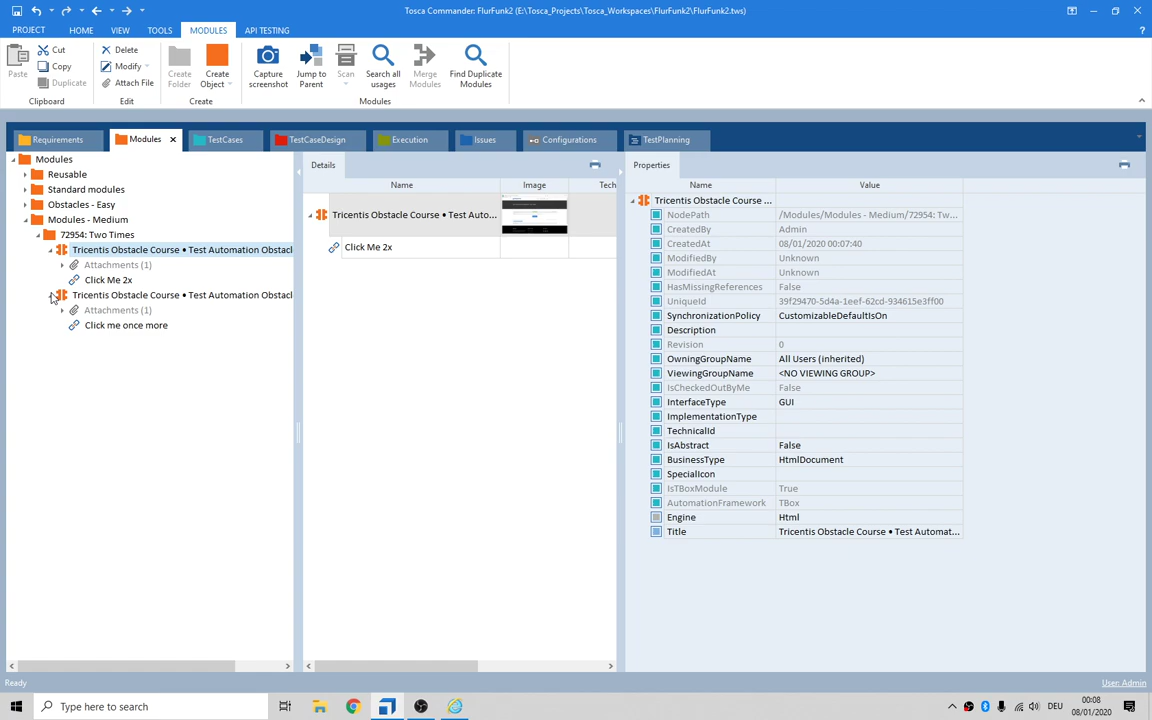 Tosca Commander: FlurFunk2 (E:\Tosca_Projects\Tosca_Workspaces\FlurFunk2\FlurFunk2.tws)
PROJECT HOME VIEW TOOLS MODULES API TESTING
Paste
Cut
Copy
Duplicate
Clipboard
Delete
Modify
Attach File
Edit
Create Folder
Create Object
Create
Capture screenshot
Jump to Parent
Scan
Search all usages
Merge Modules
Find Duplicate Modules
Modules
Requirements Modules TestCases TestCaseDesign Execution Issues Configurations TestPlanning
Modules
Reusable
Standard modules
Obstacles - Easy
Modules - Medium
72954: Two Times
Tricentis Obstacle Course • Test Automation Obstacl
Attachments (1)
Click Me 2x
Tricentis Obstacle Course • Test Automation Obstacl
Attachments (1)
Click me once more
Details
Name Image Tech
Tricentis Obstacle Course • Test Auto...
Click Me 2x
Properties
Name Value
Tricentis Obstacle Course ...
NodePath /Modules/Modules - Medium/72954: Tw...
CreatedBy Admin
CreatedAt 08/01/2020 00:07:40
ModifiedBy Unknown
ModifiedAt Unknown
HasMissingReferences False
UniqueId 39f29470-5d4a-1eef-62cd-934615e3ff00
SynchronizationPolicy CustomizableDefaultIsOn
Description
Revision 0
OwningGroupName All Users (inherited)
ViewingGroupName <NO VIEWING GROUP>
IsCheckedOutByMe False
InterfaceType GUI
ImplementationType
TechnicalId
IsAbstract False
BusinessType HtmlDocument
SpecialIcon
IsTBoxModule True
AutomationFramework TBox
Engine Html
Title Tricentis Obstacle Course • Test Automat...
Ready
User: Admin
Type here to search
DEU
00:08
08/01/2020